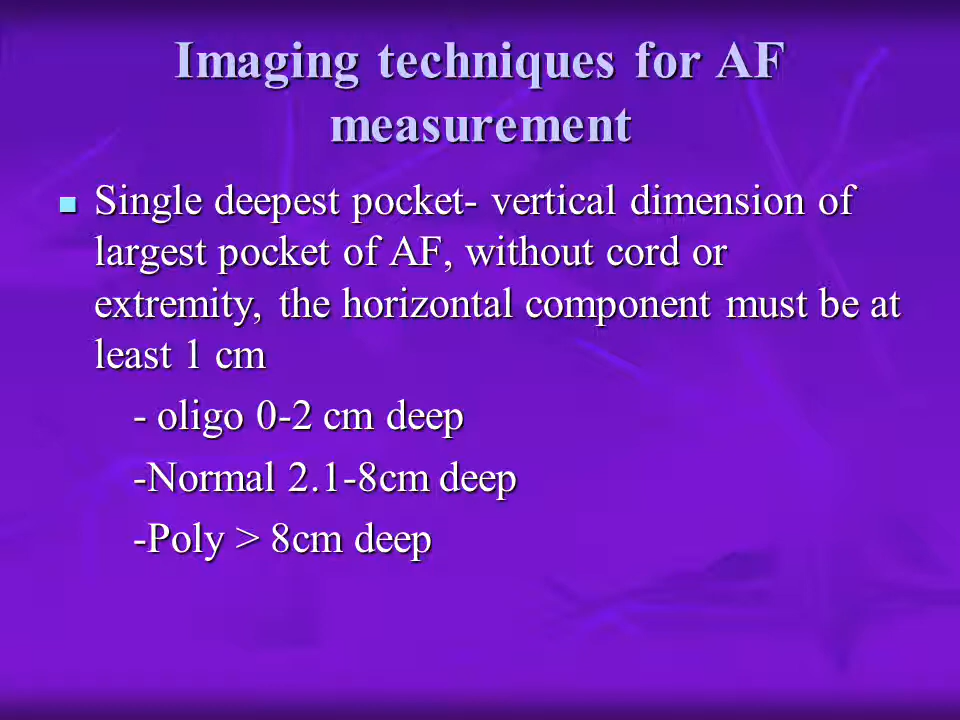 Imaging techniques for AF
measurement
Single deepest pocket- vertical dimension of
largest pocket of AF, without cord or
extremity, the horizontal component must be at
least 1 cm
- oligo 0-2 cm deep
-Normal 2.1-8cm deep
-Poly > 8cm deep